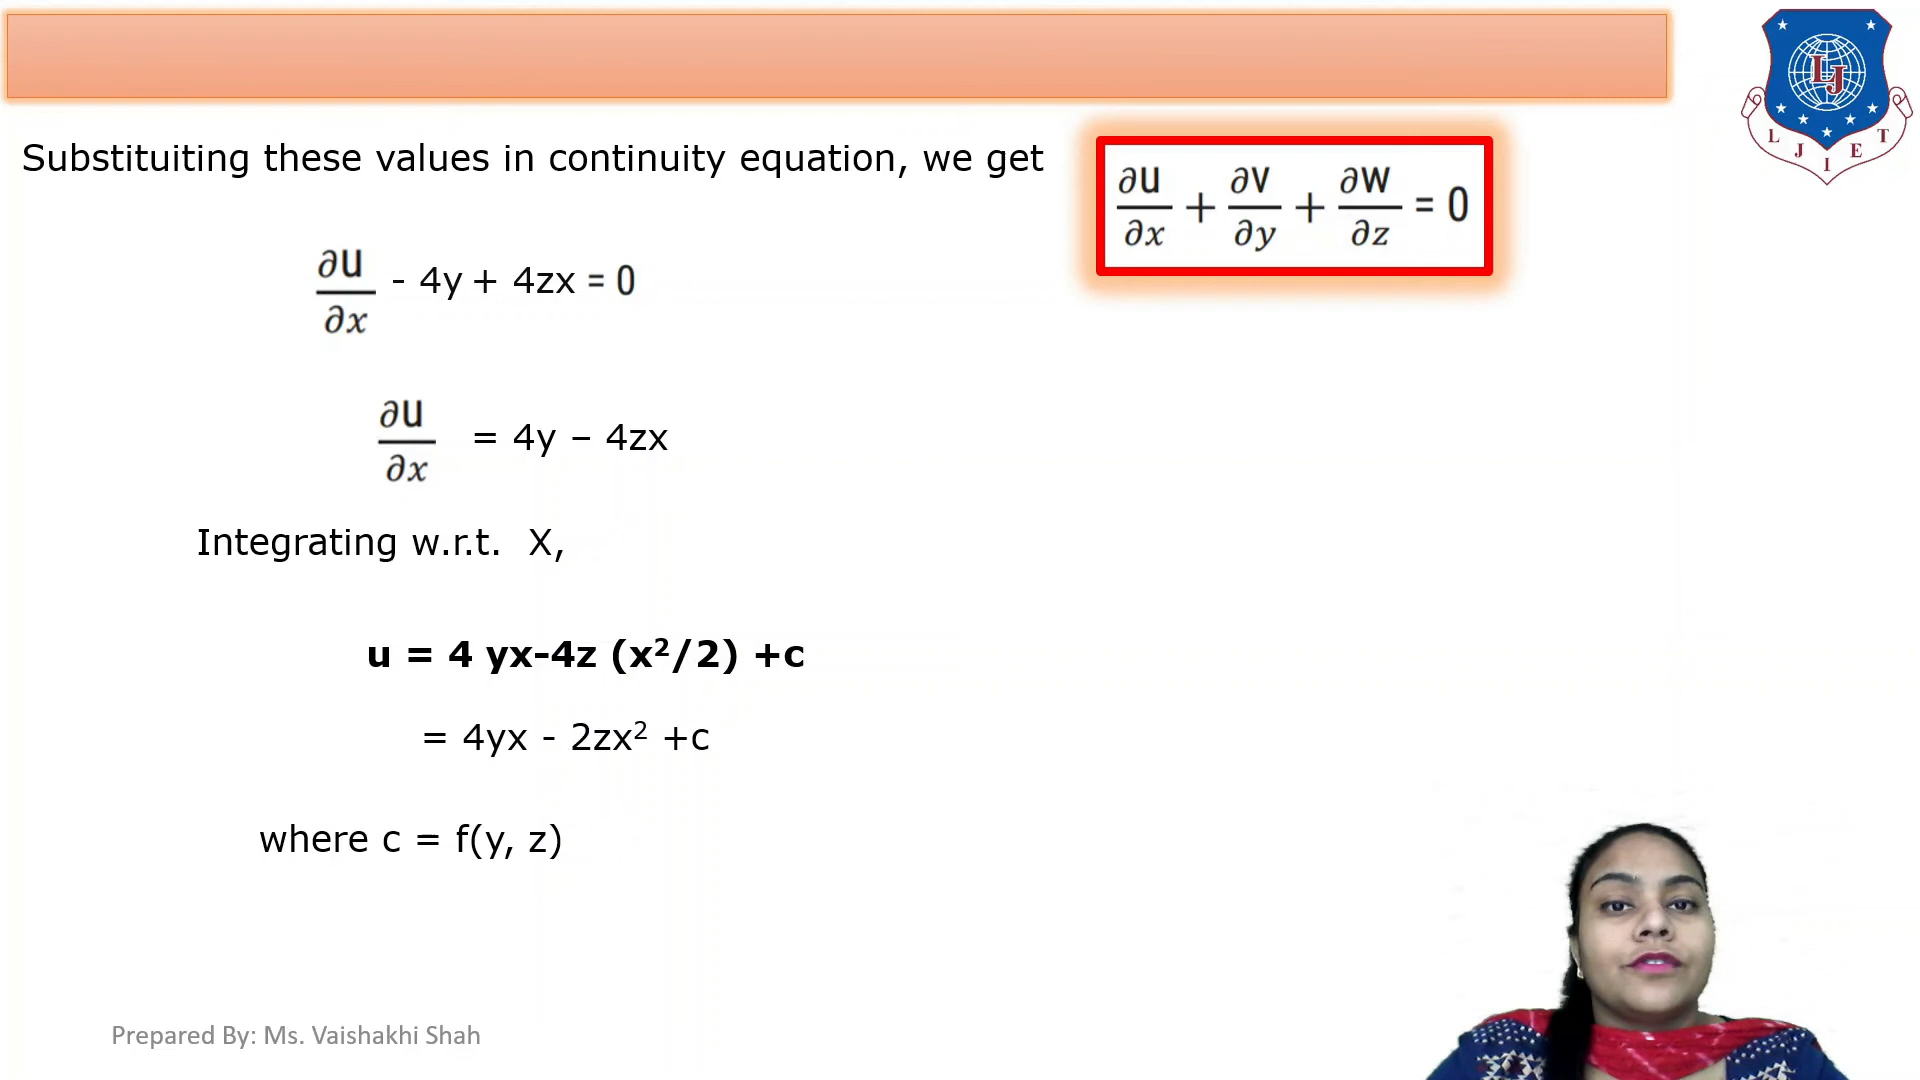 Substituiting these values in continuity equation, we get
∂u/∂x + ∂v/∂y + ∂w/∂z = 0
∂u/∂x - 4y + 4zx = 0
∂u/∂x = 4y – 4zx
Integrating w.r.t. X,
u = 4 yx-4z (x²/2) +c
= 4yx - 2zx² +c
where c = f(y, z)
Prepared By: Ms. Vaishakhi Shah
LJ
L J I E T